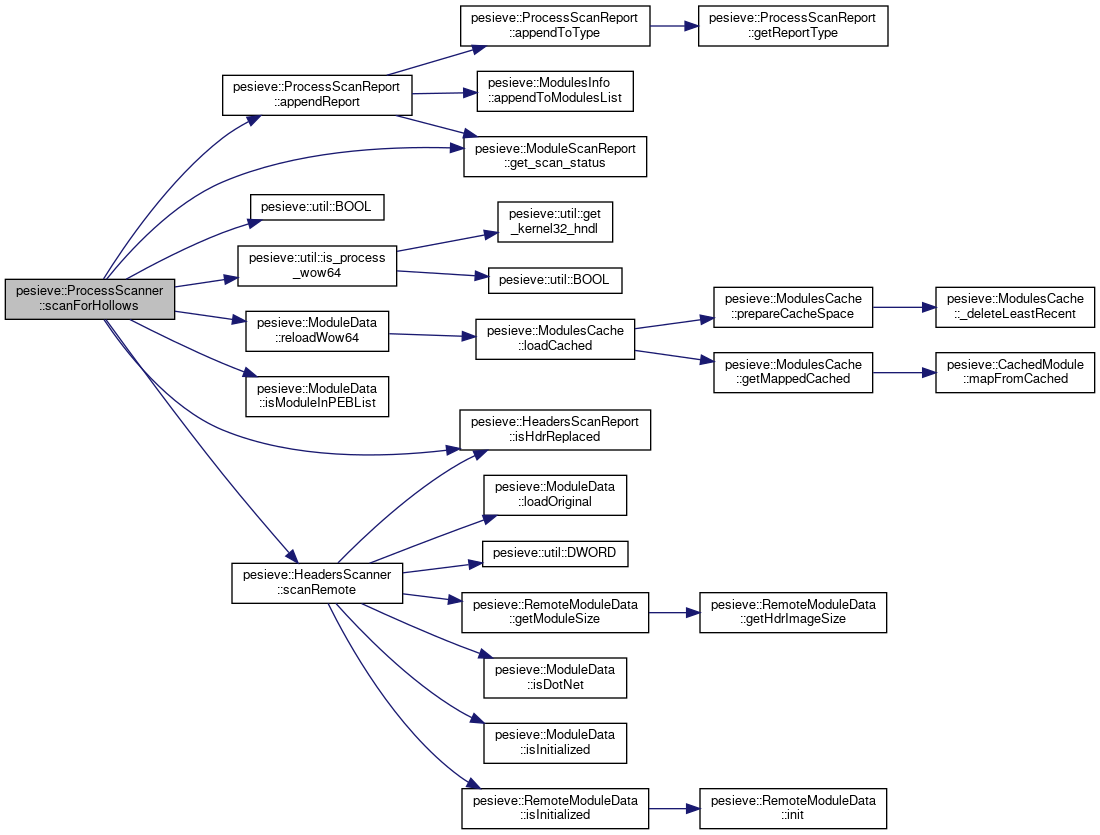 pesieve::ProcessScanReport
::appendToType
pesieve::ProcessScanReport
::getReportType
pesieve::ProcessScanReport
::appendReport
pesieve::ModulesInfo
::appendToModulesList
pesieve::ModuleScanReport
::get_scan_status
pesieve::util::BOOL
pesieve::util::get
_kernel32_hndl
pesieve::util::is_process
_wow64
pesieve::util::BOOL
pesieve::ProcessScanner
::scanForHollows
pesieve::ModuleData
::reloadWow64
pesieve::ModulesCache
::loadCached
pesieve::ModulesCache
::prepareCacheSpace
pesieve::ModulesCache
::_deleteLeastRecent
pesieve::ModulesCache
::getMappedCached
pesieve::CachedModule
::mapFromCached
pesieve::ModuleData
::isModuleInPEBList
pesieve::HeadersScanReport
::isHdrReplaced
pesieve::ModuleData
::loadOriginal
pesieve::util::DWORD
pesieve::HeadersScanner
::scanRemote
pesieve::RemoteModuleData
::getModuleSize
pesieve::RemoteModuleData
::getHdrImageSize
pesieve::ModuleData
::isDotNet
pesieve::ModuleData
::isInitialized
pesieve::RemoteModuleData
::isInitialized
pesieve::RemoteModuleData
::init